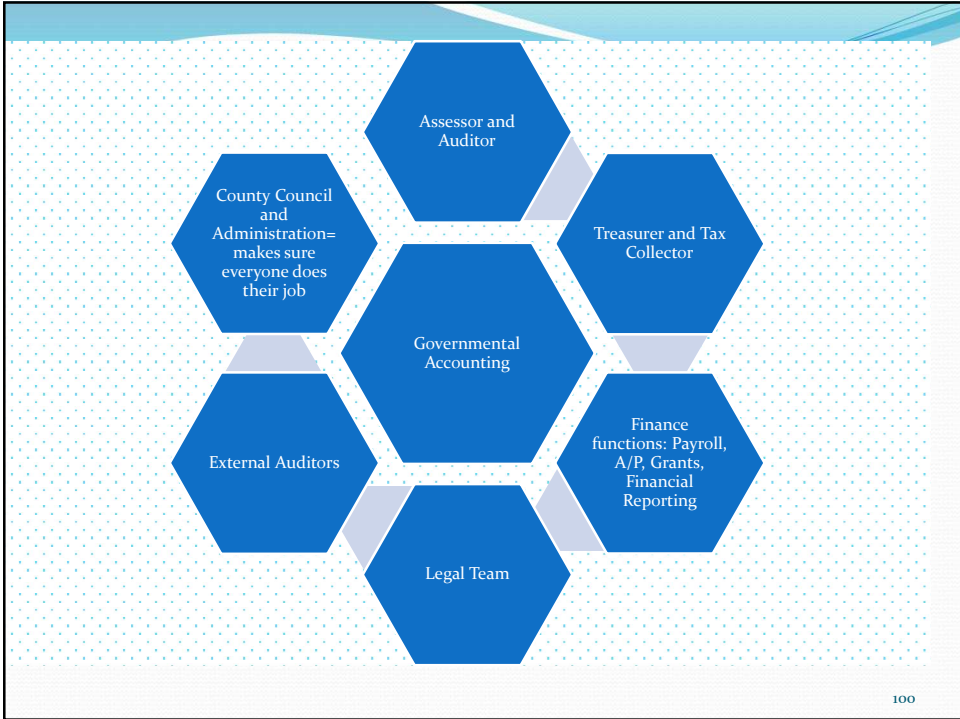 Assessor and
Auditor
County Council
and
Administration=
makes sure
everyone does
their job
Treasurer and Tax
Collector
Governmental
Accounting
External Auditors
Finance
functions: Payroll,
A/P, Grants,
Financial
Reporting
Legal Team
100